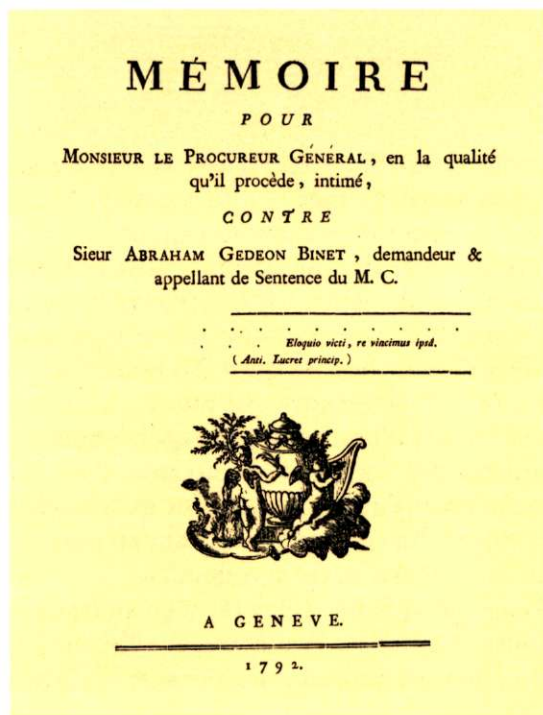 MÉMOIRE
POUR
MONSIEUR LE PROCUREUR GÉNÉRAL, en la qualité
qu'il procède, intimé,
CONTRE
Sieur ABRAHAM GEDEON BINET, demandeur &
appellant de Sentence du M. C.
. . . . . . . . .
. . . Eloquio victi, re vincimus ipsâ.
(Anti. Lucret princip.)
A GENEVE.
1792.